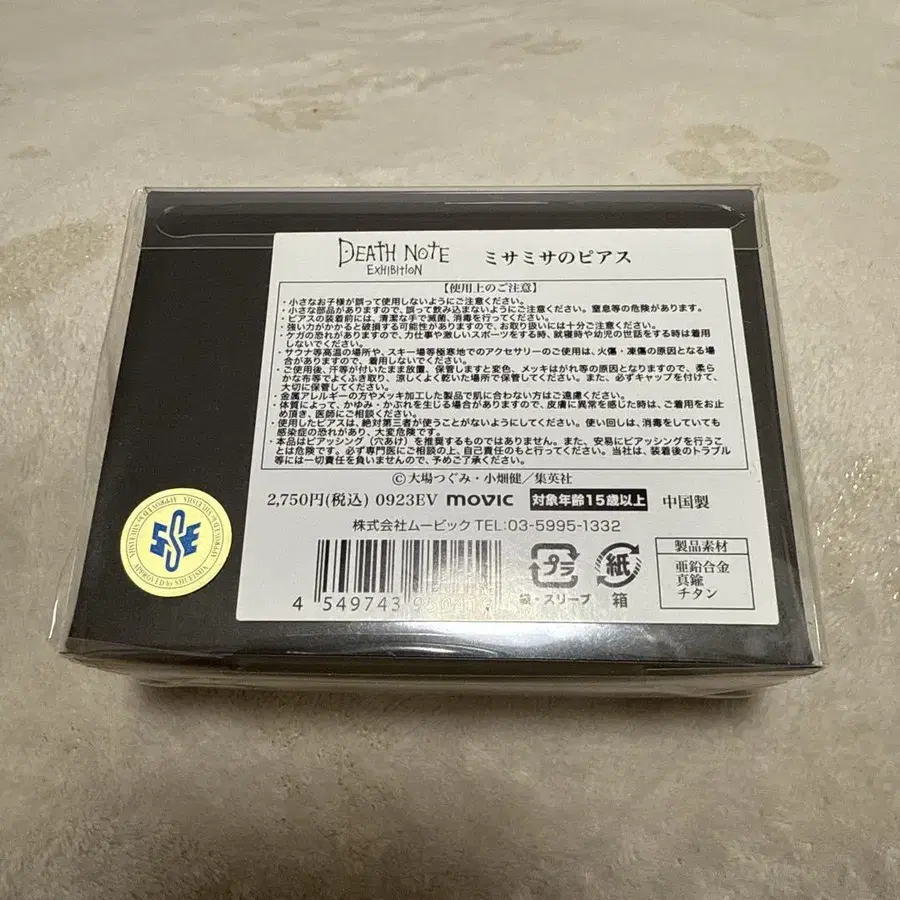 DEATH NOTE
EXHIBITION
ミサミサのピアス
【使用上のご注意】
・小さなお子様が誤って使用しないようにご注意ください。
・小さな部品がありますので、誤って飲み込まないようにご注意ください。窒息等の危険があります。
・ピアスの装着前には、清潔な手で滅菌、消毒を行ってください。
・強い力がかかると破損する可能性がありますので、お取り扱いには十分ご注意ください。
・ケガの恐れがありますので、力仕事や激しいスポーツをする時、就寝時や幼児の世話をする時は着用
しないでください。
・サウナ等高温の場所や、スキー場等極寒地でのアクセサリーのご使用は、火傷・凍傷の原因となる場
合がありますので、着用しないでください。
・ご使用後、汗等が付いたまま放置、保管しますと変色、メッキはがれ等の原因となりますので、柔ら
かな布等でよくふき取り、涼しくよく乾いた場所で保管してください。また、必ずキャップを付けて、
大切に保管してください。
・金属アレルギーの方やメッキ加工した製品で肌に合わない方はご遠慮ください。
・体質によって、かゆみ・かぶれを生じる場合がありますので、皮膚に異常を感じた時は、ご着用をお止
め頂き、医師にご相談ください。
・使用したピアスは、絶対第三者が使うことがないようにしてください。使い回しは、消毒をしていても
感染症の恐れがあり、大変危険です。
・本品はピアッシング（穴あけ）を推奨するものではありません。また、安易にピアッシングを行うこ
とは危険です。必ず専門医にご相談の上、自己責任のもと行ってください。当社は、装着後のトラブル
等には一切責任を負いませんので、予めご了承ください。
©大場つぐみ・小畑健／集英社
2,750円(税込) 0923EV movic 対象年齢15歳以上 中国製
株式会社ムービック TEL:03-5995-1332
4 549743
プラ
袋・スリーブ
紙
箱
製品素材
亜鉛合金
真鍮
チタン
APPROVED by SHUEISHA